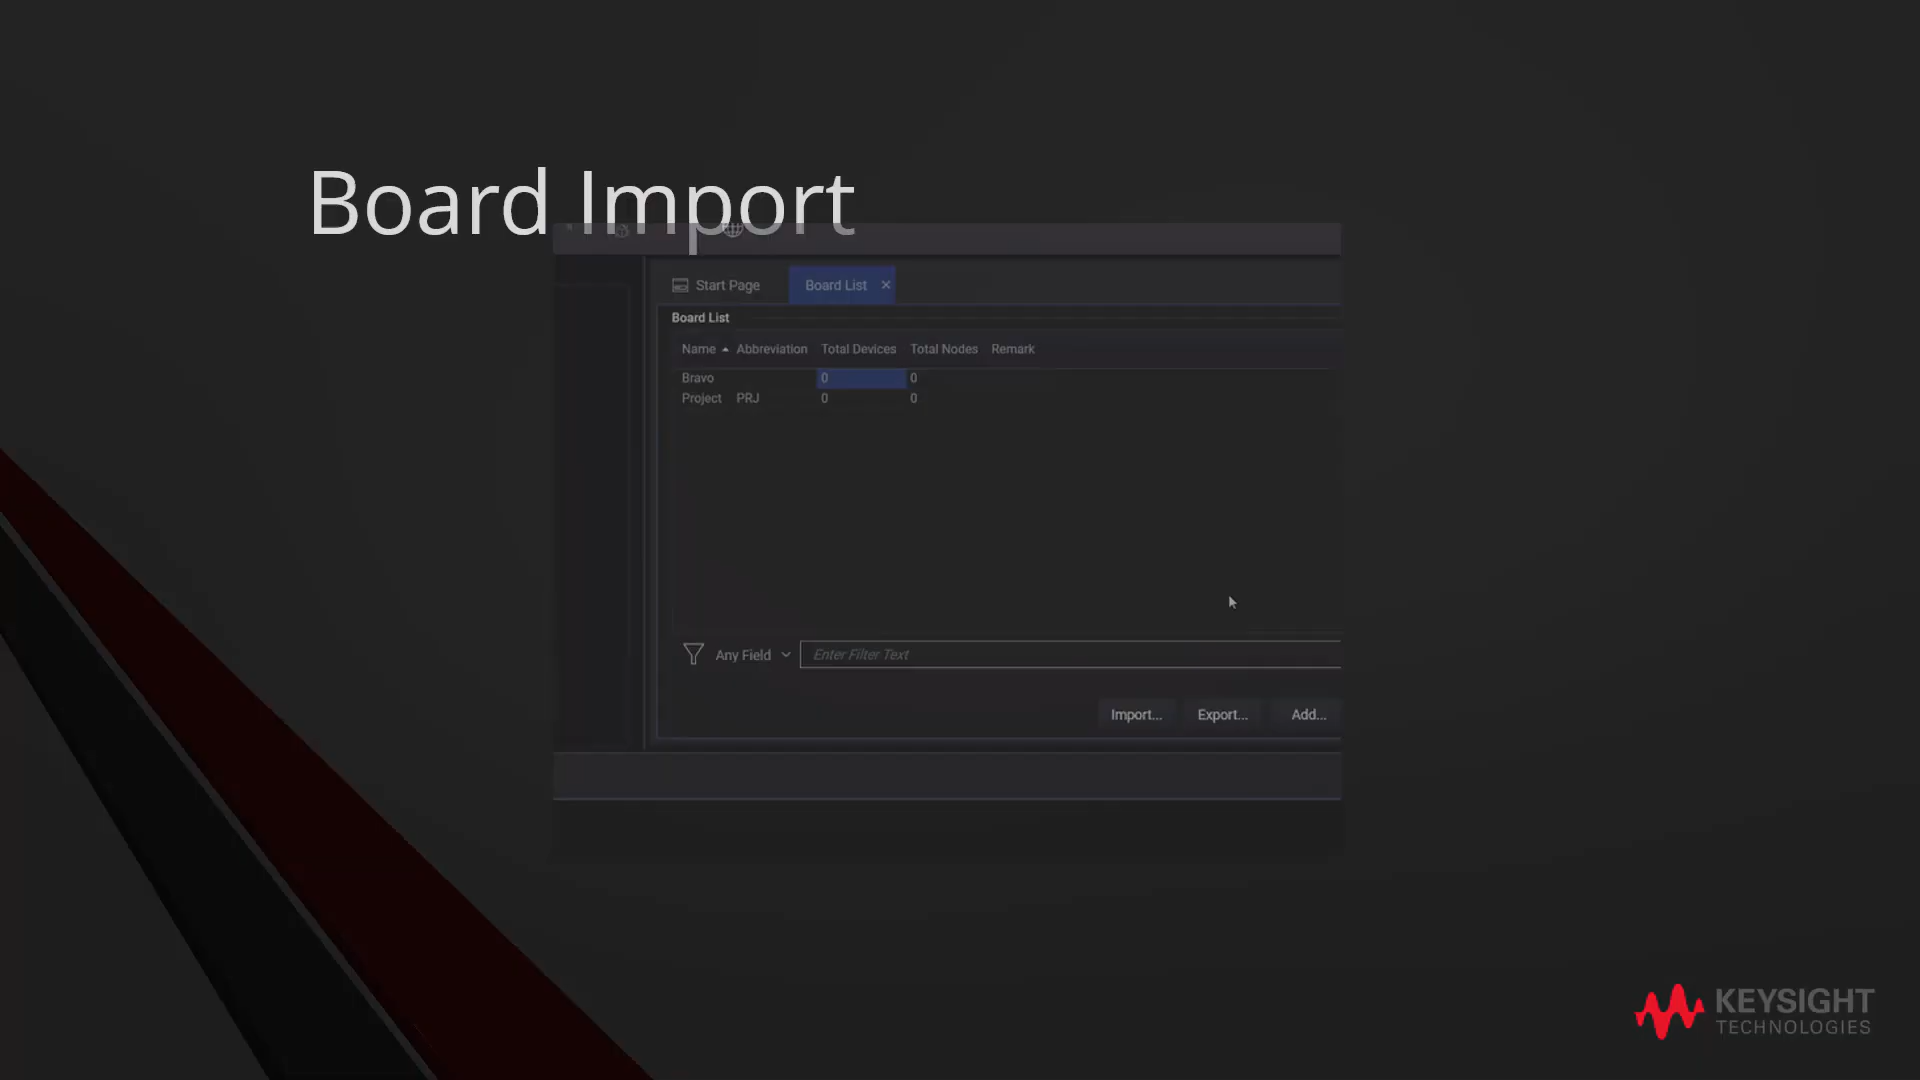 Board Import
Start Page
Board List
Board List
Name Abbreviation Total Devices Total Nodes Remark
Bravo 0 0
Project PRJ 0 0
Any Field Enter Filter Text
Import... Export... Add...
KEYSIGHT
TECHNOLOGIES